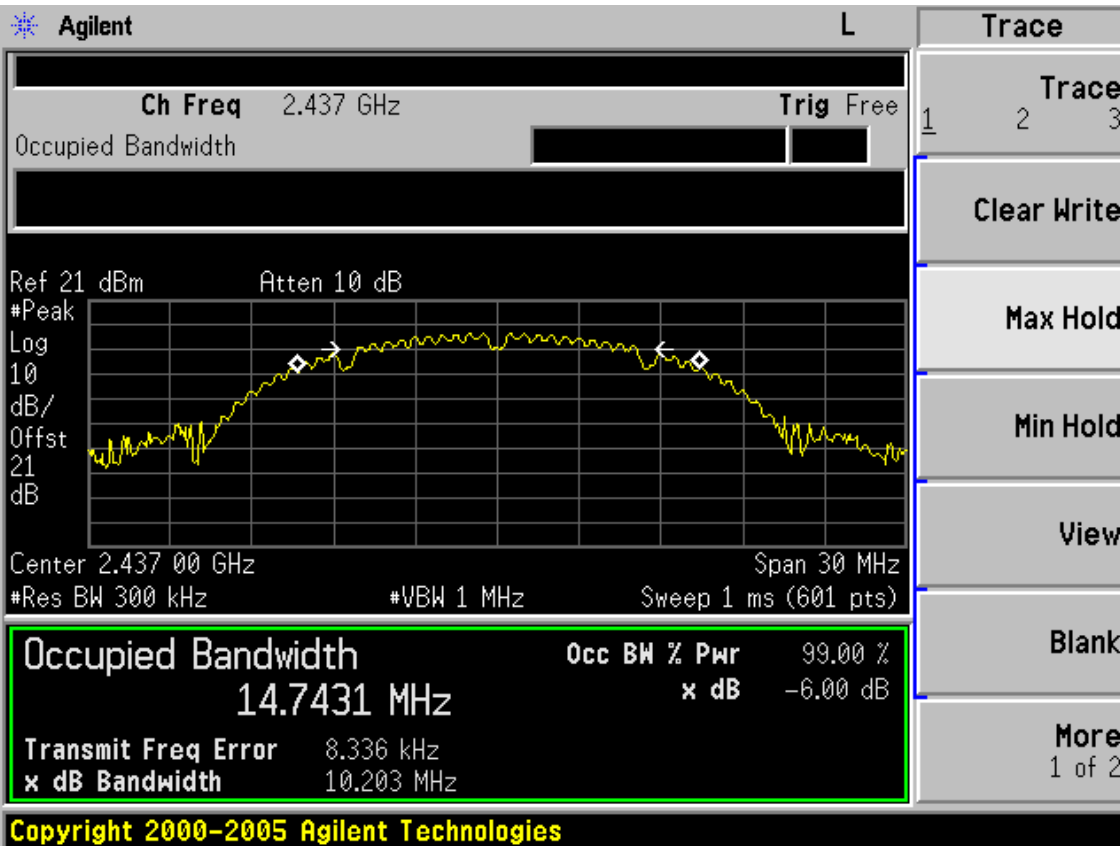 Agilent L
Ch Freq 2.437 GHz Trig Free
Occupied Bandwidth
Ref 21 dBm Atten 10 dB
#Peak
Log
10
dB/
Offst
21
dB
Center 2.437 00 GHz Span 30 MHz
#Res BW 300 kHz #VBW 1 MHz Sweep 1 ms (601 pts)
Occupied Bandwidth Occ BW % Pwr 99.00 %
14.7431 MHz x dB -6.00 dB
Transmit Freq Error 8.336 kHz
x dB Bandwidth 10.203 MHz
Copyright 2000-2005 Agilent Technologies
Trace
Trace
1 2 3
Clear Write
Max Hold
Min Hold
View
Blank
More
1 of 2